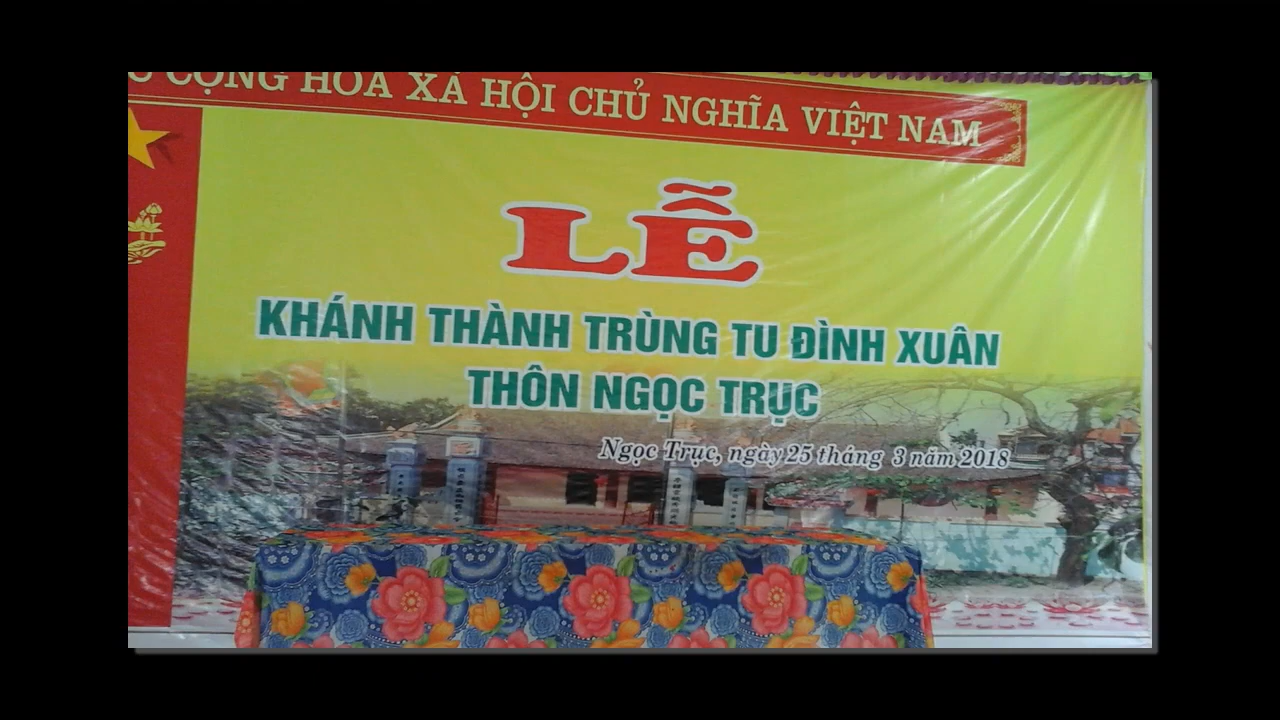 CỘNG HÒA XÃ HỘI CHỦ NGHĨA VIỆT NAM
LỄ
KHÁNH THÀNH TRÙNG TU ĐÌNH XUÂN
THÔN NGỌC TRỤC
Ngọc Trục, ngày 25 tháng 3 năm 2018